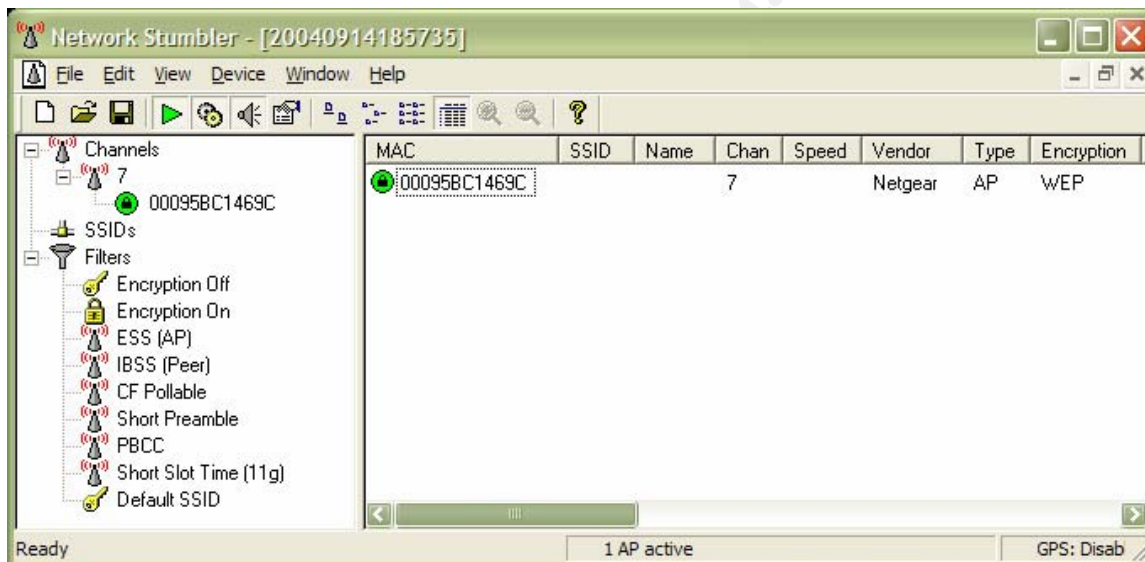 Network Stumbler - [20040914185735]
File Edit View Device Window Help
Channels
7
00095BC1469C
SSIDs
Filters
Encryption Off
Encryption On
ESS (AP)
IBSS (Peer)
CF Pollable
Short Preamble
PBCC
Short Slot Time (11g)
Default SSID
MAC SSID Name Chan Speed Vendor Type Encryption
00095BC1469C 7 Netgear AP WEP
Ready 1 AP active GPS: Disab